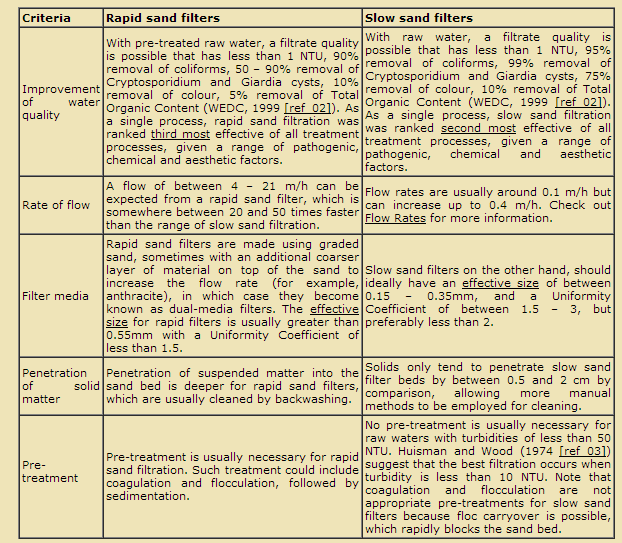 Criteria
Rapid sand filters
Slow sand filters
Improvement
of water
quality
With pre-treated raw water, a filtrate quality
is possible that has less than 1 NTU, 90%
removal of coliforms, 50 – 90% removal of
Cryptosporidium and Giardia cysts, 10%
removal of colour, 5% removal of Total
Organic Content (WEDC, 1999 [ref 02]). As
a single process, rapid sand filtration was
ranked third most effective of all treatment
processes, given a range of pathogenic,
chemical and aesthetic factors.
With raw water, a filtrate quality is
possible that has less than 1 NTU, 95%
removal of coliforms, 99% removal of
Cryptosporidium and Giardia cysts, 75%
removal of colour, 10% removal of Total
Organic Content (WEDC, 1999 [ref 02]).
As a single process, slow sand filtration
was ranked second most effective of all
treatment processes, given a range of
pathogenic, chemical and aesthetic
factors.
Rate of flow
A flow of between 4 – 21 m/h can be
expected from a rapid sand filter, which is
somewhere between 20 and 50 times faster
than the range of slow sand filtration.
Flow rates are usually around 0.1 m/h but
can increase up to 0.4 m/h. Check out
Flow Rates for more information.
Filter media
Rapid sand filters are made using graded
sand, sometimes with an additional coarser
layer of material on top of the sand to
increase the flow rate (for example,
anthracite), in which case they become
known as dual-media filters. The effective
size for rapid filters is usually greater than
0.55mm with a Uniformity Coefficient of
less than 1.5.
Slow sand filters on the other hand, should
ideally have an effective size of between
0.15 – 0.35mm, and a Uniformity
Coefficient of between 1.5 – 3, but
preferably less than 2.
Penetration
of solid
matter
Penetration of suspended matter into the
sand bed is deeper for rapid sand filters,
which are usually cleaned by backwashing.
Solids only tend to penetrate slow sand
filter beds by between 0.5 and 2 cm by
comparison, allowing more manual
methods to be employed for cleaning.
Pre-
treatment
Pre-treatment is usually necessary for rapid
sand filtration. Such treatment could include
coagulation and flocculation, followed by
sedimentation.
No pre-treatment is usually necessary for
raw waters with turbidities of less than 50
NTU. Huisman and Wood (1974 [ref 03])
suggest that the best filtration occurs when
turbidity is less than 10 NTU. Note that
coagulation and flocculation are not
appropriate pre-treatments for slow sand
filters because floc carryover is possible,
which rapidly blocks the sand bed.